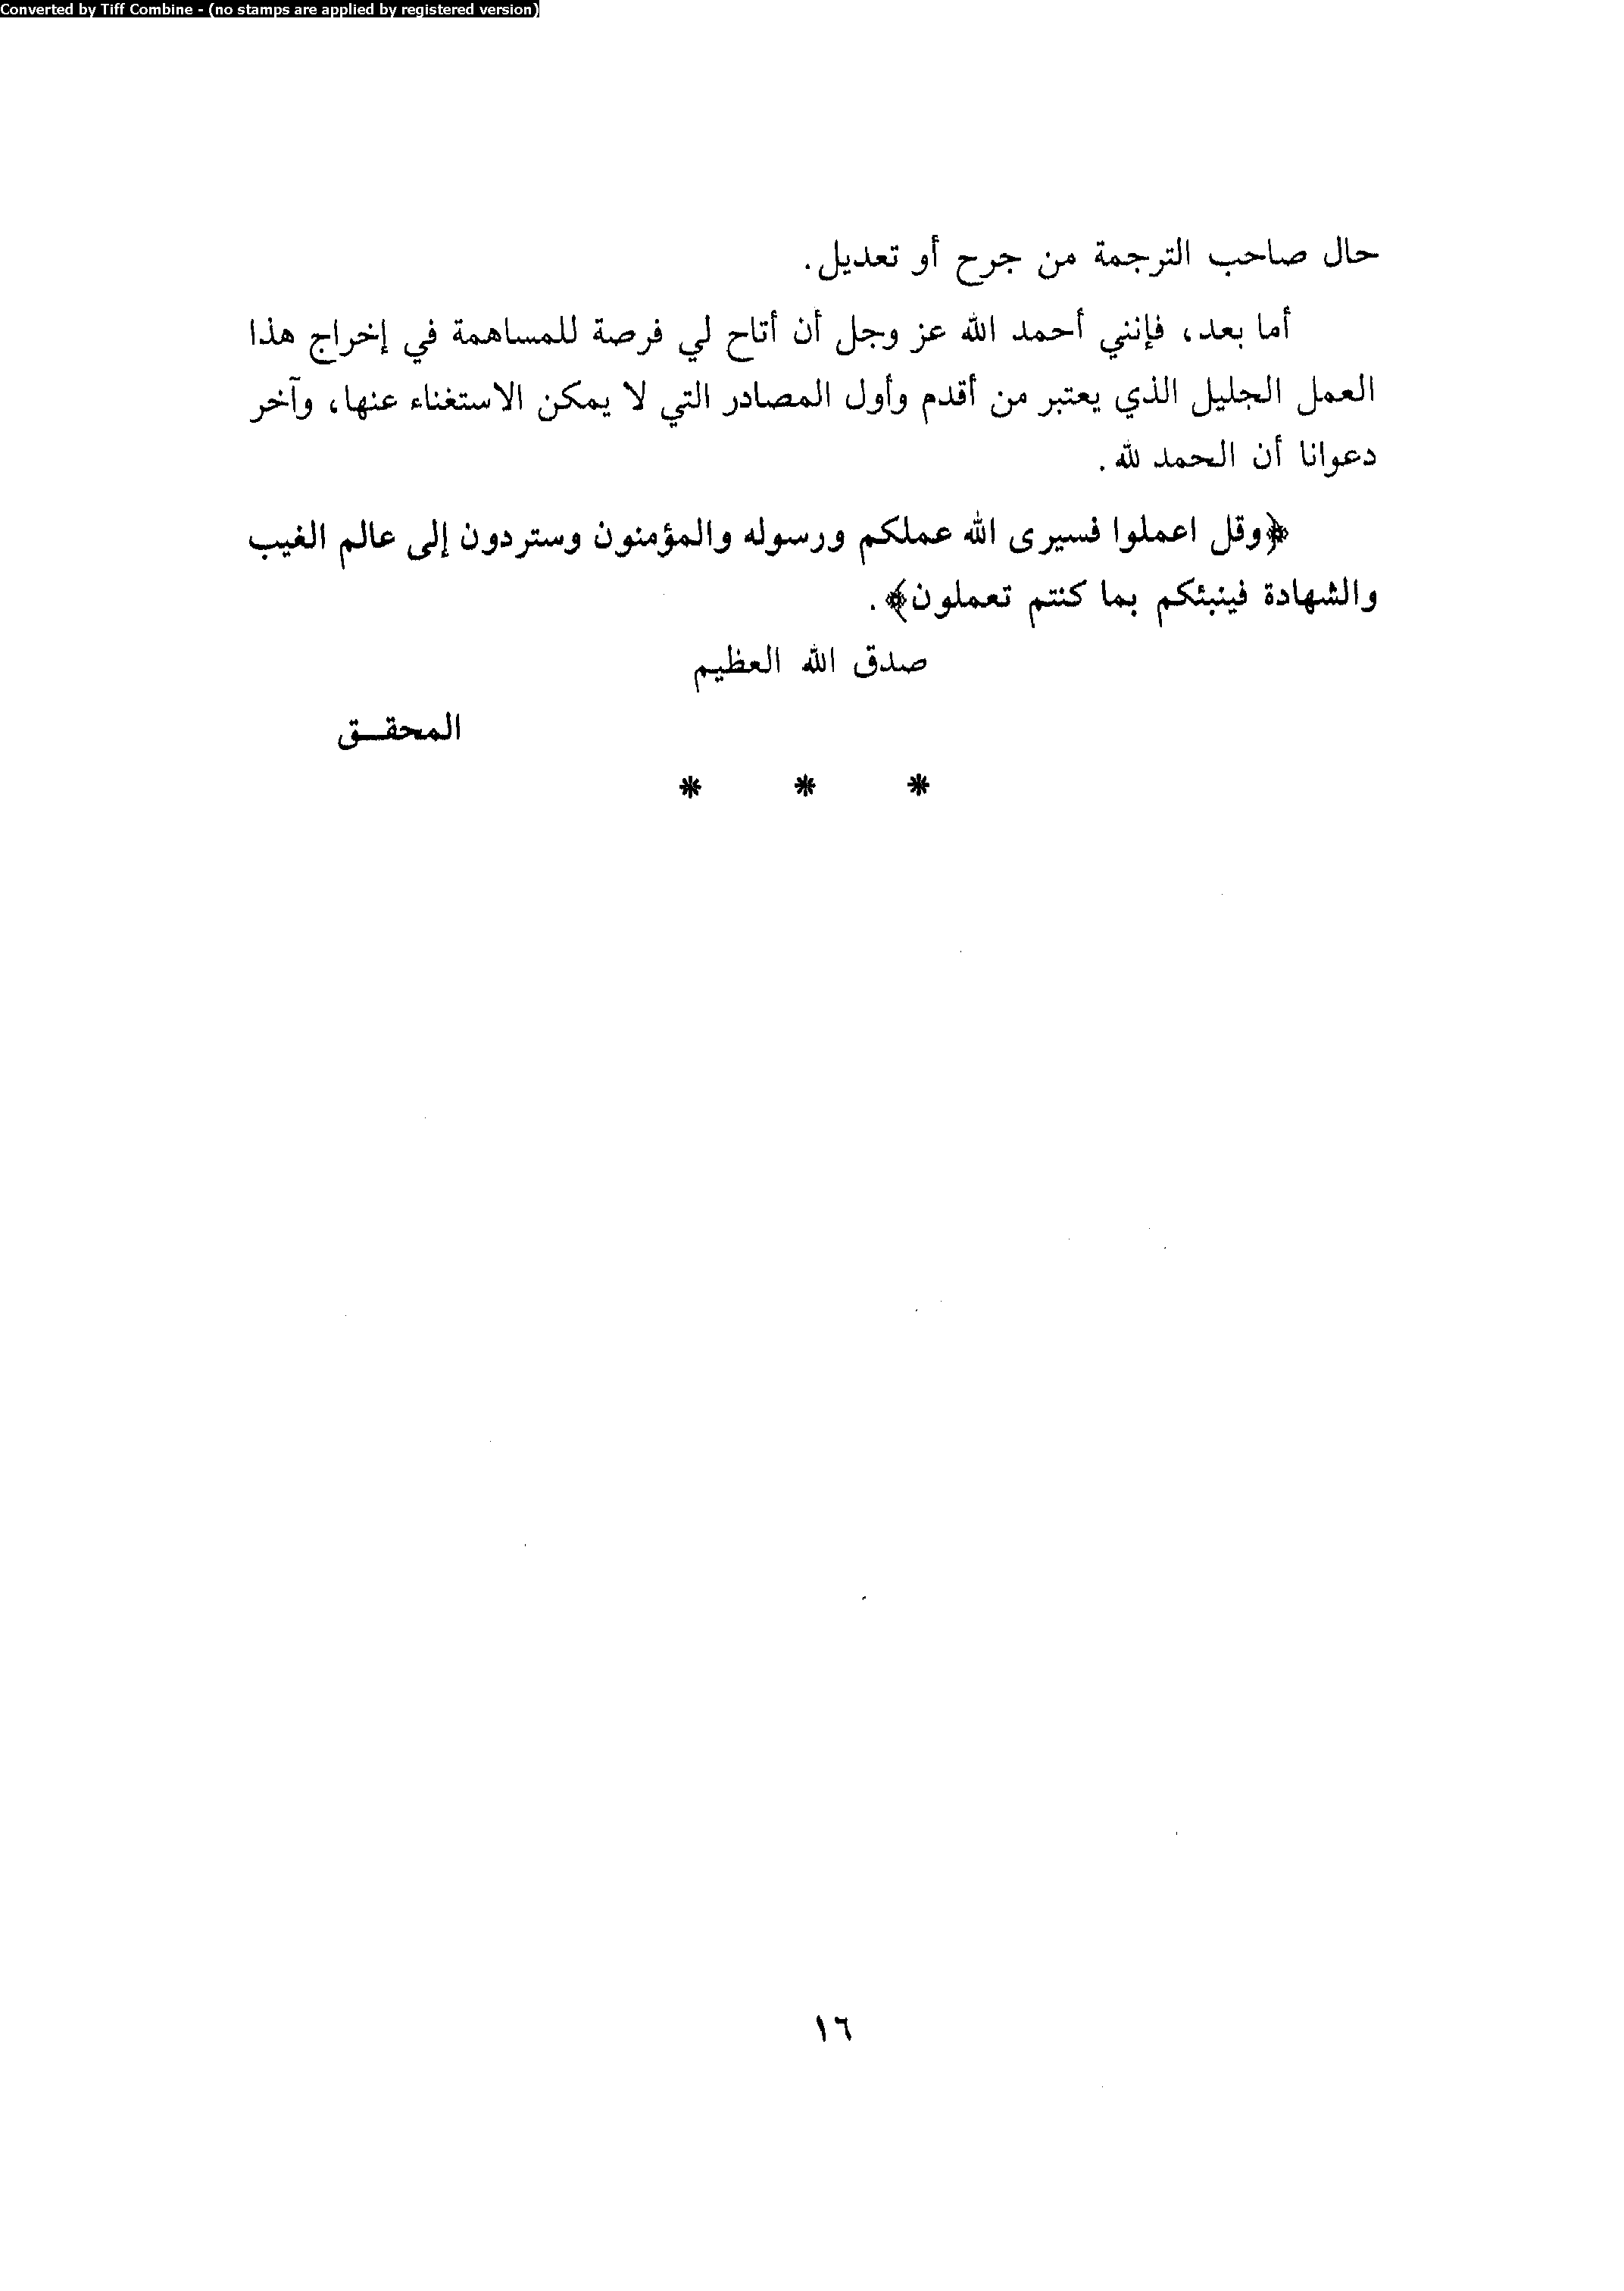 Converted by Tiff Combine - (no stamps are applied by registered version)
حال صاحب الترجمة من جرح أو تعديل.
أما بعد، فإنني أحمد الله عز وجل أن أتاح لي فرصة للمساهمة في إخراج هذا
العمل الجليل الذي يعتبر من أقدم وأول المصادر التي لا يمكن الاستغناء عنها، وآخر
دعوانا أن الحمد لله.
﴿وقل اعملوا فسيرى الله عملكم ورسوله والمؤمنون وستردون إلى عالم الغيب
والشهادة فينبئكم بما كنتم تعملون﴾.
صدق الله العظيم
المحقــق
* * *
١٦